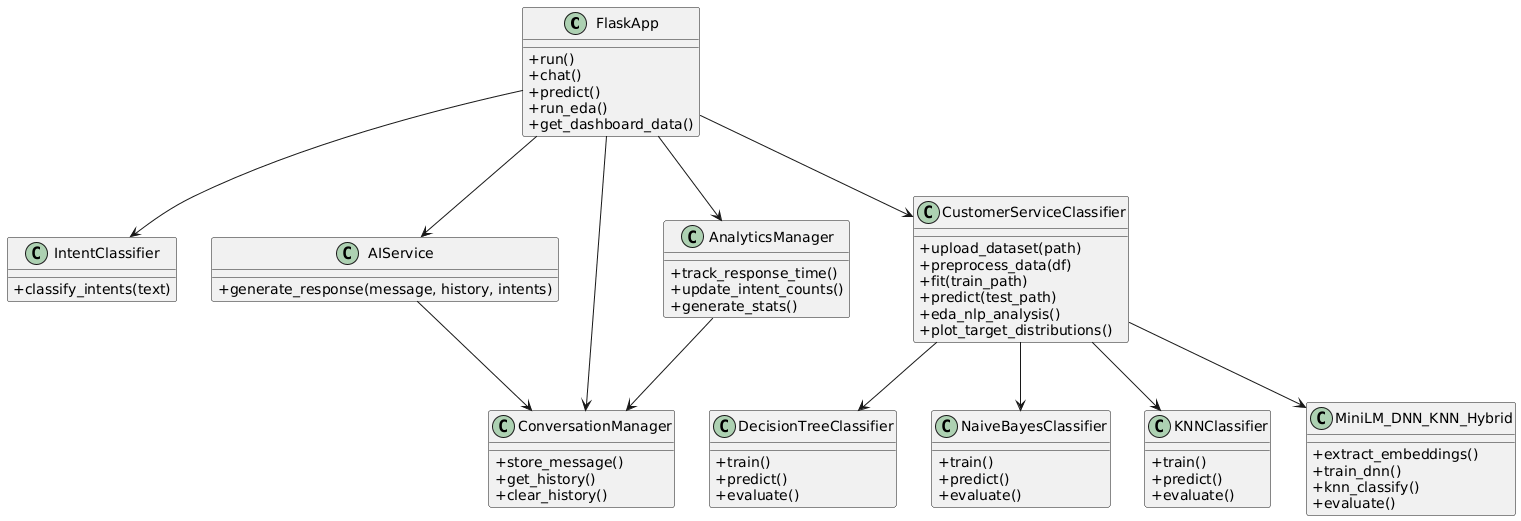 C FlaskApp
+run()
+chat()
+predict()
+run_eda()
+get_dashboard_data()
C IntentClassifier
+classify_intents(text)
C AIService
+generate_response(message, history, intents)
C AnalyticsManager
+track_response_time()
+update_intent_counts()
+generate_stats()
C CustomerServiceClassifier
+upload_dataset(path)
+preprocess_data(df)
+fit(train_path)
+predict(test_path)
+eda_nlp_analysis()
+plot_target_distributions()
C ConversationManager
+store_message()
+get_history()
+clear_history()
C DecisionTreeClassifier
+train()
+predict()
+evaluate()
C NaiveBayesClassifier
+train()
+predict()
+evaluate()
C KNNClassifier
+train()
+predict()
+evaluate()
C MiniLM_DNN_KNN_Hybrid
+extract_embeddings()
+train_dnn()
+knn_classify()
+evaluate()